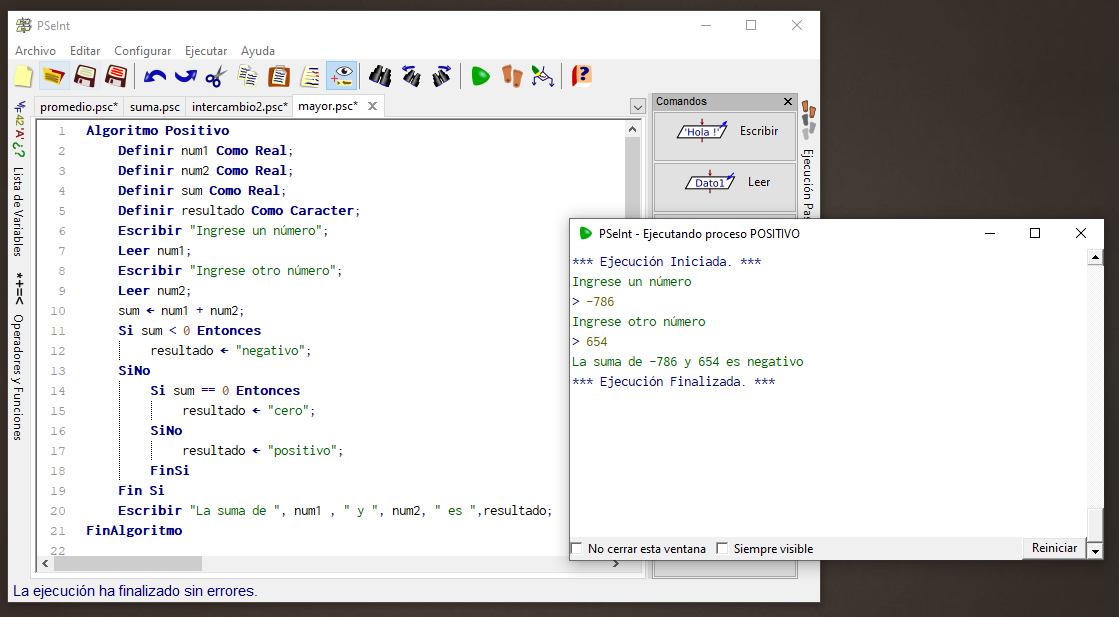 PSeInt
Archivo Editar Configurar Ejecutar Ayuda
promedio.psc* suma.psc intercambio2.psc* mayor.psc*
Lista de Variables
*+=< Operadores y Funciones
1 Algoritmo Positivo
2 Definir num1 Como Real;
3 Definir num2 Como Real;
4 Definir sum Como Real;
5 Definir resultado Como Caracter;
6 Escribir "Ingrese un número";
7 Leer num1;
8 Escribir "Ingrese otro número";
9 Leer num2;
10 sum ← num1 + num2;
11 Si sum < 0 Entonces
12 resultado ← "negativo";
13 SiNo
14 Si sum == 0 Entonces
15 resultado ← "cero";
16 SiNo
17 resultado ← "positivo";
18 FinSi
19 Fin Si
20 Escribir "La suma de ", num1 , " y ", num2, " es ",resultado;
21 FinAlgoritmo
22
La ejecución ha finalizado sin errores.
Comandos
'Hola !' Escribir
Dato1 Leer
Ejecución Pas
PSeInt - Ejecutando proceso POSITIVO
*** Ejecución Iniciada. ***
Ingrese un número
> -786
Ingrese otro número
> 654
La suma de -786 y 654 es negativo
*** Ejecución Finalizada. ***
No cerrar esta ventana Siempre visible Reiniciar